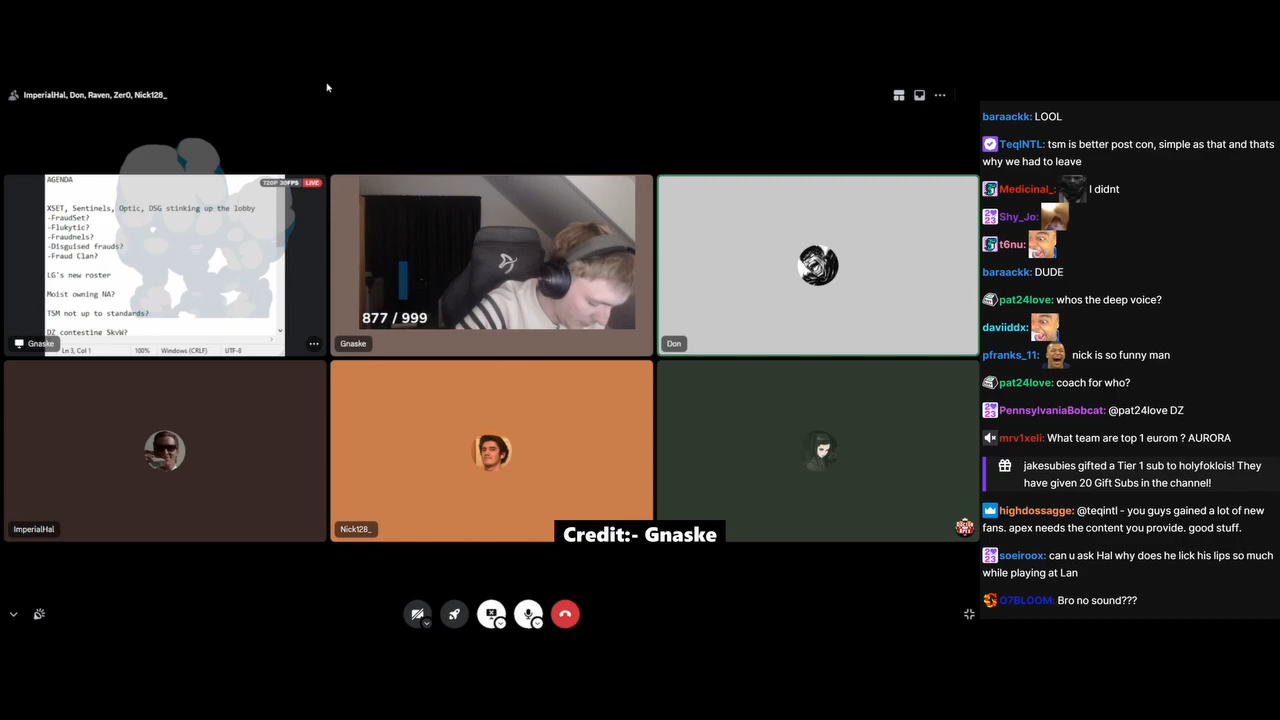 ImperialHal, Don, Raven, Zer0, Nick128_
AGENDA
720P 30FPS LIVE
XSET, Sentinels, Optic, DSG stinking up the lobby
-FraudSet?
-Flukytic?
-Fraudnels?
-Disguised frauds?
-Fraud Clan?
LG's new roster
Moist owning NA?
TSM not up to standards?
DZ contesting SkyW?
Gnaske
Ln 3, Col 1 100% Windows (CRLF) UTF-8
877 / 999
Gnaske
Don
ImperialHal
Nick128_
Credit:- Gnaske
baraackk: LOOL
TeqINTL: tsm is better post con, simple as that and thats
why we had to leave
Medicinal_: I didnt
Shy_Jo:
t6nu:
baraackk: DUDE
pat24love: whos the deep voice?
daviiddx:
pfranks_11: nick is so funny man
pat24love: coach for who?
PennsylvaniaBobcat: @pat24love DZ
mrv1xeli: What team are top 1 eurom ? AURORA
jakesubies gifted a Tier 1 sub to holyfoklois! They
have given 20 Gift Subs in the channel!
highdossagge: @teqintl - you guys gained a lot of new
fans. apex needs the content you provide. good stuff.
soeiroox: can u ask Hal why does he lick his lips so much
while playing at Lan
O7BLOOM: Bro no sound???